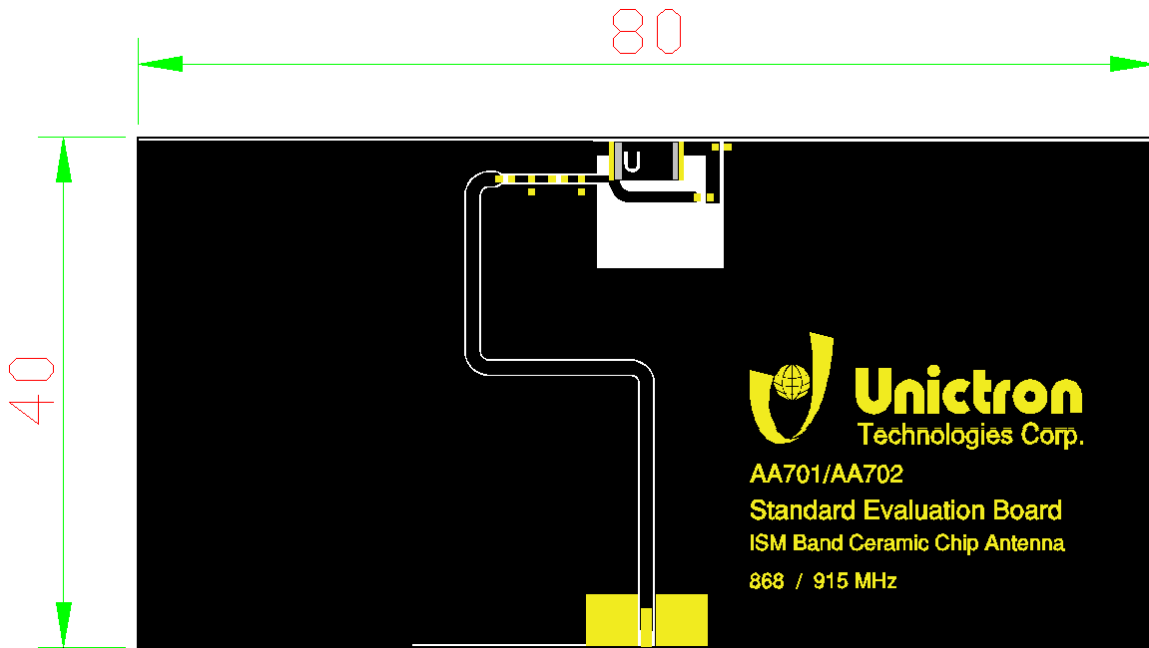 80
40
U
Unictron
Technologies Corp.
AA701/AA702
Standard Evaluation Board
ISM Band Ceramic Chip Antenna
868 / 915 MHz